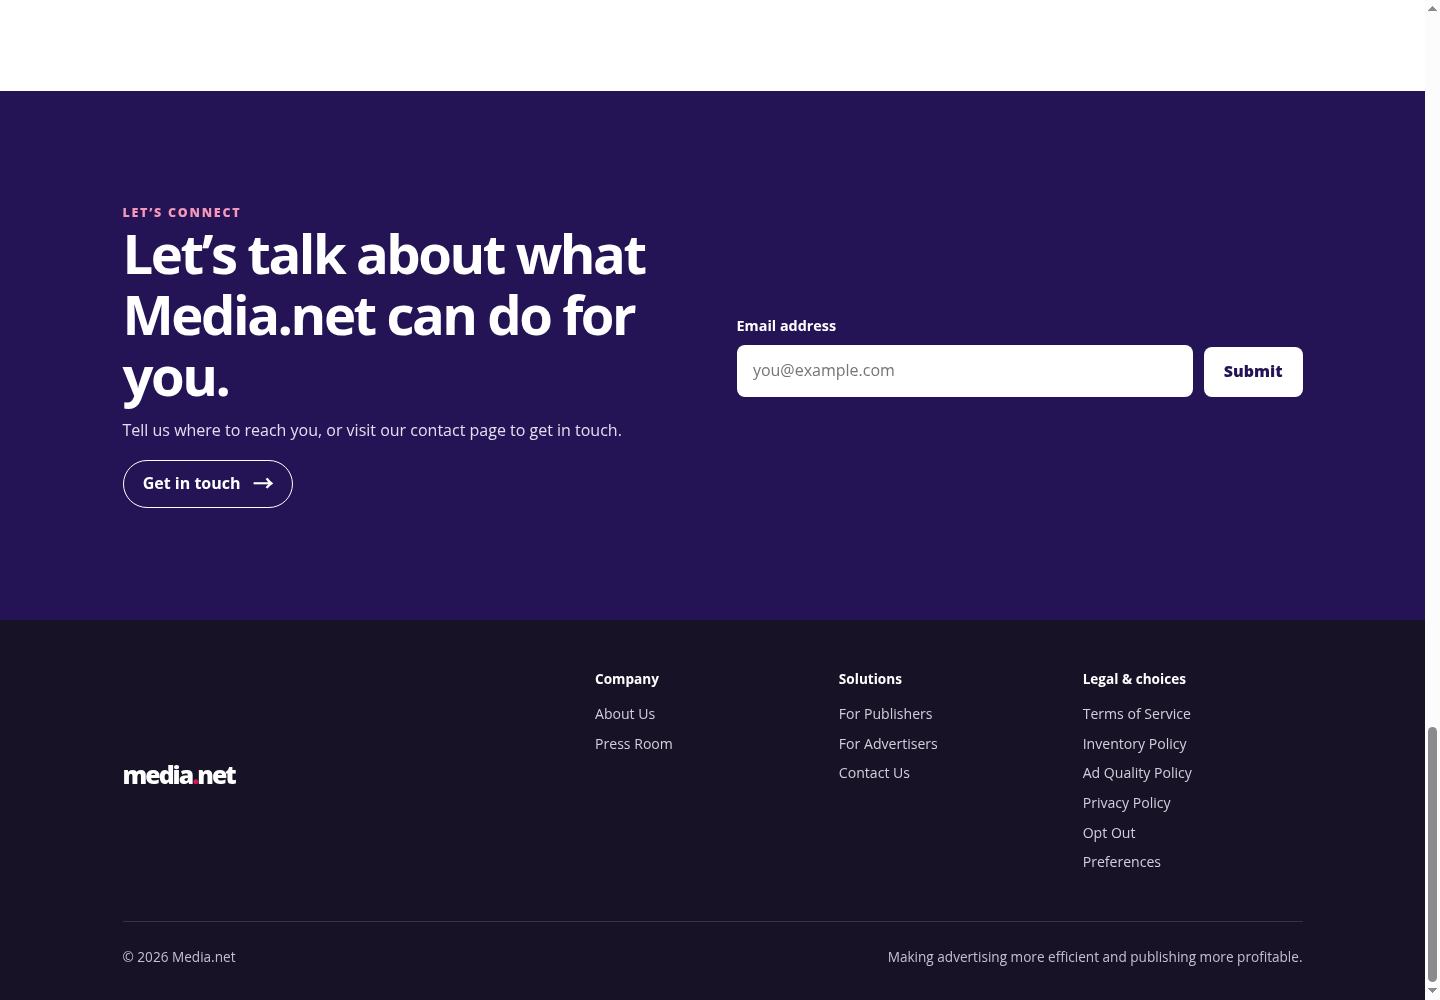 LET’S CONNECT
Let’s talk about what
Media.net can do for
you.
Tell us where to reach you, or visit our contact page to get in touch.
Get in touch
Email address
you@example.com
Submit
media.net
Company
About Us
Press Room
Solutions
For Publishers
For Advertisers
Contact Us
Legal & choices
Terms of Service
Inventory Policy
Ad Quality Policy
Privacy Policy
Opt Out
Preferences
© 2026 Media.net
Making advertising more efficient and publishing more profitable.